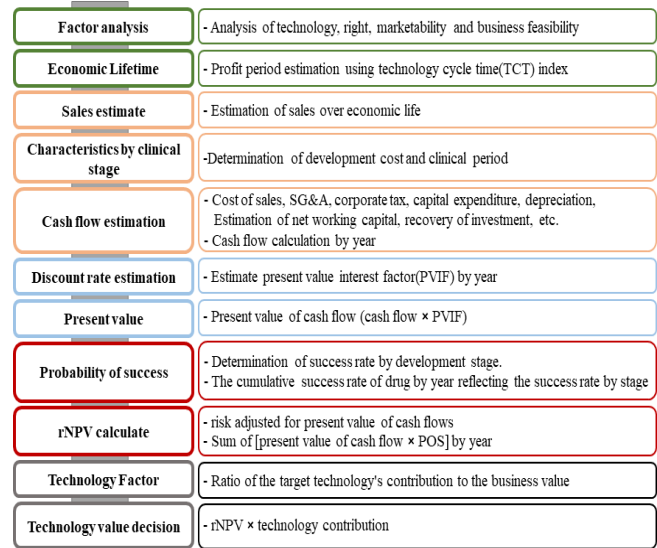 Factor analysis
- Analysis of technology, right, marketability and business feasibility
Economic Lifetime
- Profit period estimation using technology cycle time(TCT) index
Sales estimate
- Estimation of sales over economic life
Characteristics by clinical
stage
-Determination of development cost and clinical period
Cash flow estimation
- Cost of sales, SG&A, corporate tax, capital expenditure, depreciation,
Estimation of net working capital, recovery of investment, etc.
- Cash flow calculation by year
Discount rate estimation
- Estimate present value interest factor(PVIF) by year
Present value
- Present value of cash flow (cash flow × PVIF)
Probability of success
- Determination of success rate by development stage.
- The cumulative success rate of drug by year reflecting the success rate by stage
rNPV calculate
- risk adjusted for present value of cash flows
- Sum of [present value of cash flow × POS] by year
Technology Factor
- Ratio of the target technology's contribution to the business value
Technology value decision
- rNPV × technology contribution